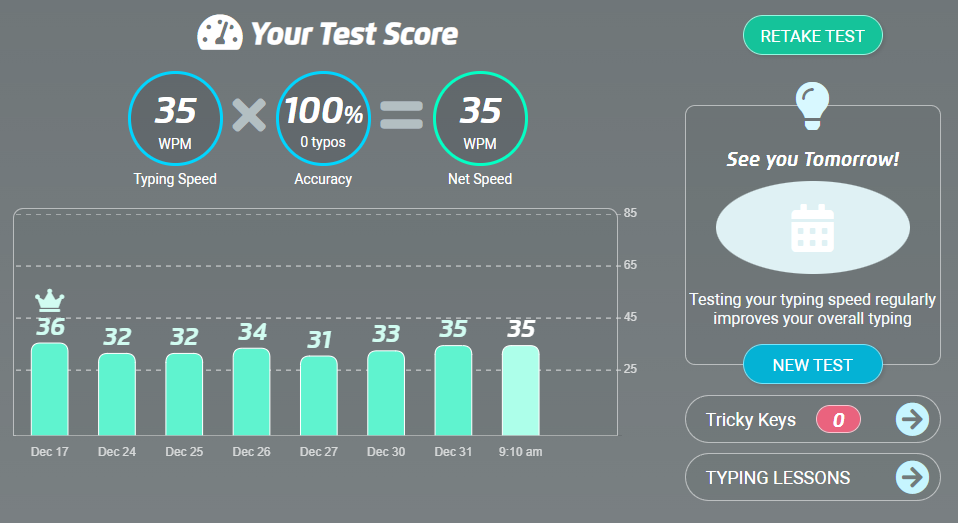 Your Test Score
35
WPM
Typing Speed
100%
0 typos
Accuracy
35
WPM
Net Speed
85
65
45
25
36
32
32
34
31
33
35
35
Dec 17
Dec 24
Dec 25
Dec 26
Dec 27
Dec 30
Dec 31
9:10 am
RETAKE TEST
See you Tomorrow!
Testing your typing speed regularly
improves your overall typing
NEW TEST
Tricky Keys 0
TYPING LESSONS